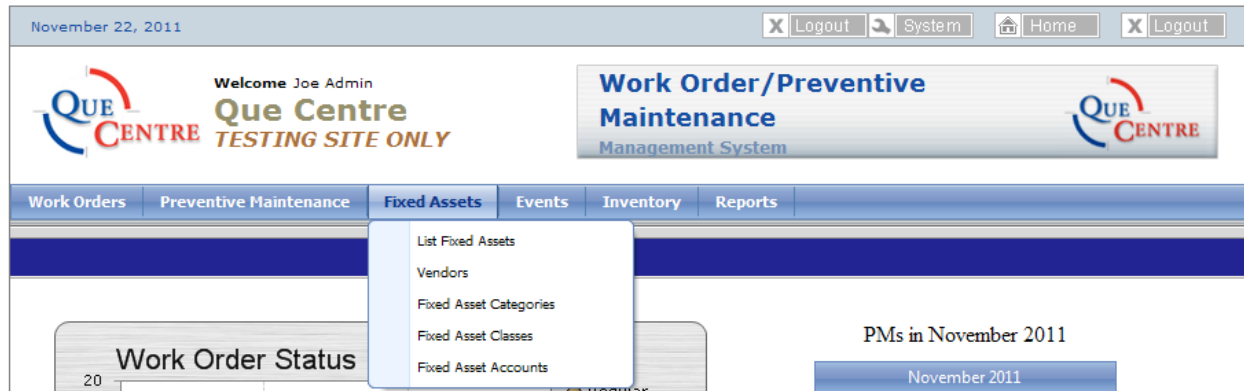 November 22, 2011
Logout System Home Logout
QUE CENTRE
Welcome Joe Admin
Que Centre
TESTING SITE ONLY
Work Order/Preventive
Maintenance
Management System
QUE CENTRE
Work Orders Preventive Maintenance Fixed Assets Events Inventory Reports
List Fixed Assets
Vendors
Fixed Asset Categories
Fixed Asset Classes
Fixed Asset Accounts
Work Order Status
20
Regular
PMs in November 2011
November 2011